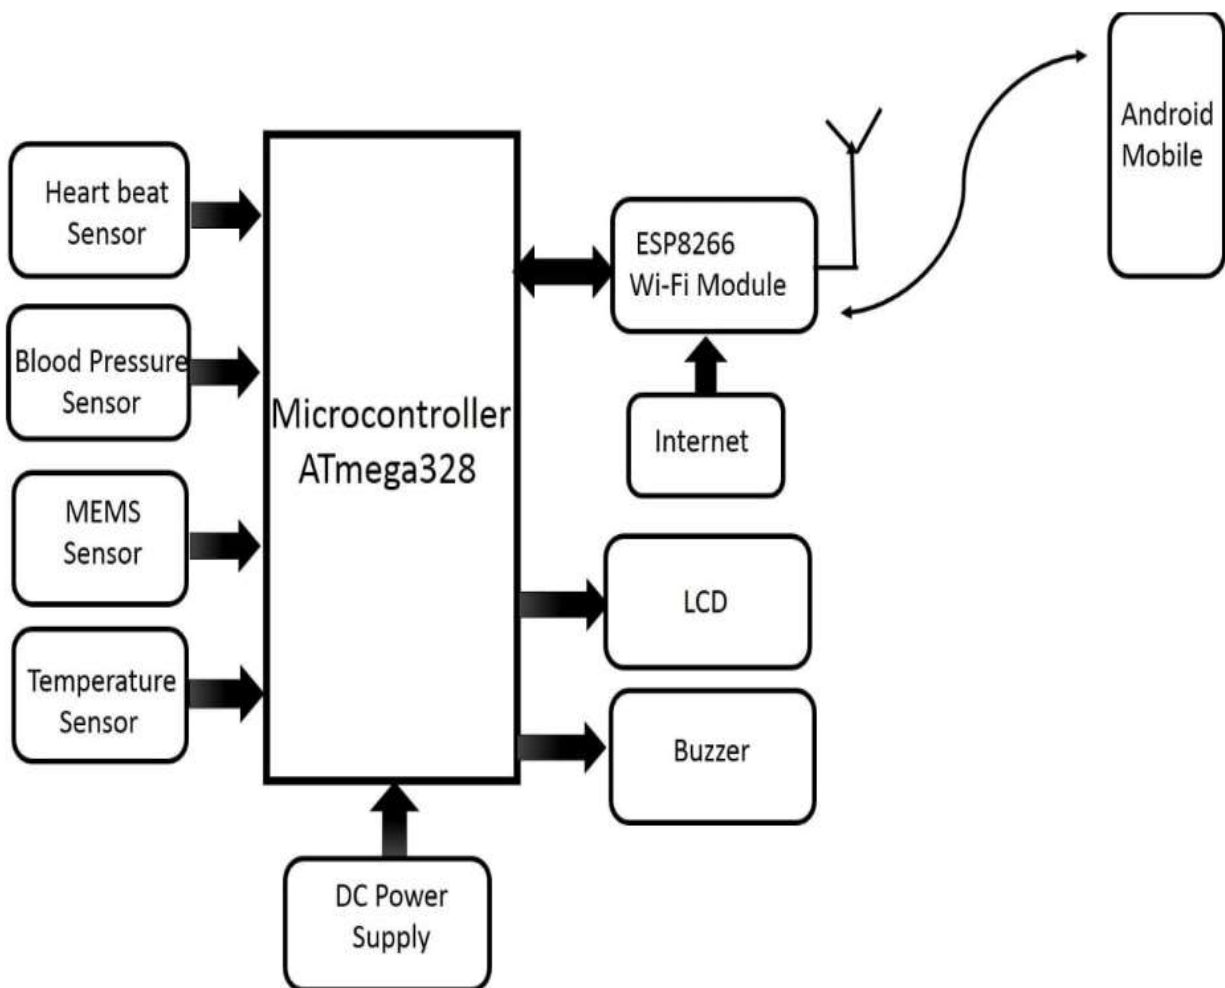 Heart beat
Sensor
Blood Pressure
Sensor
MEMS
Sensor
Temperature
Sensor
Microcontroller
ATmega328
DC Power
Supply
ESP8266
Wi-Fi Module
Internet
LCD
Buzzer
Android
Mobile